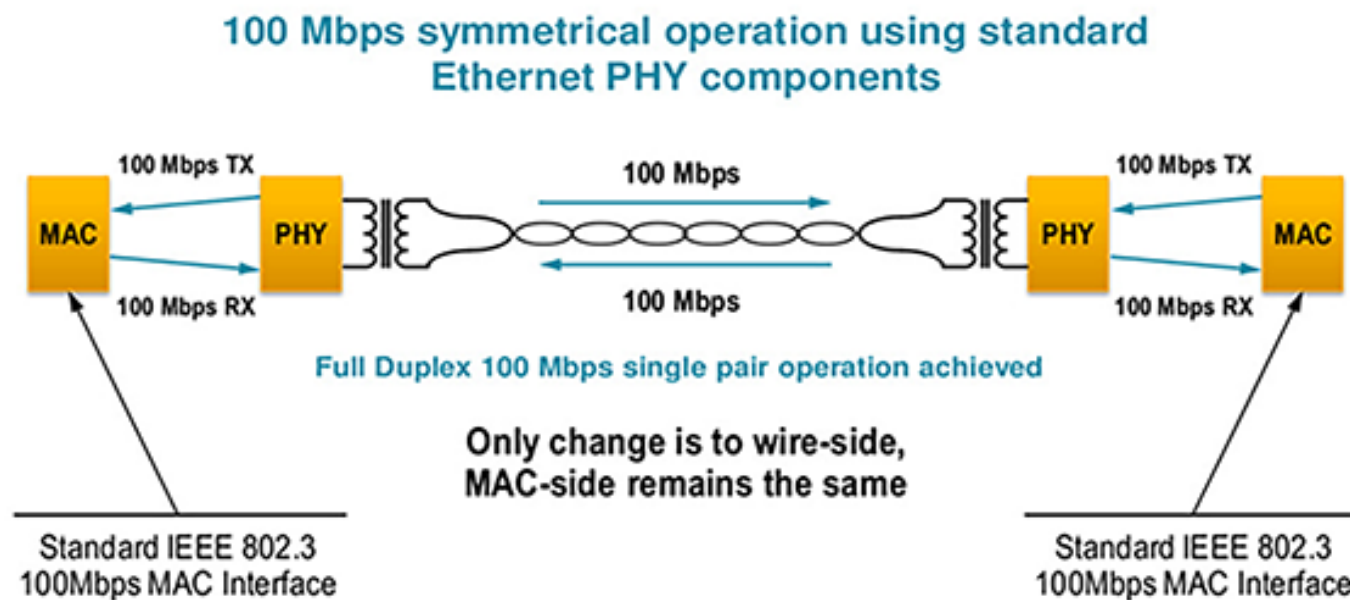 100 Mbps symmetrical operation using standard
Ethernet PHY components
100 Mbps TX
100 Mbps
100 Mbps TX
MAC
PHY
PHY
MAC
100 Mbps RX
100 Mbps
100 Mbps RX
Full Duplex 100 Mbps single pair operation achieved
Only change is to wire-side,
MAC-side remains the same
Standard IEEE 802.3
100Mbps MAC Interface
Standard IEEE 802.3
100Mbps MAC Interface